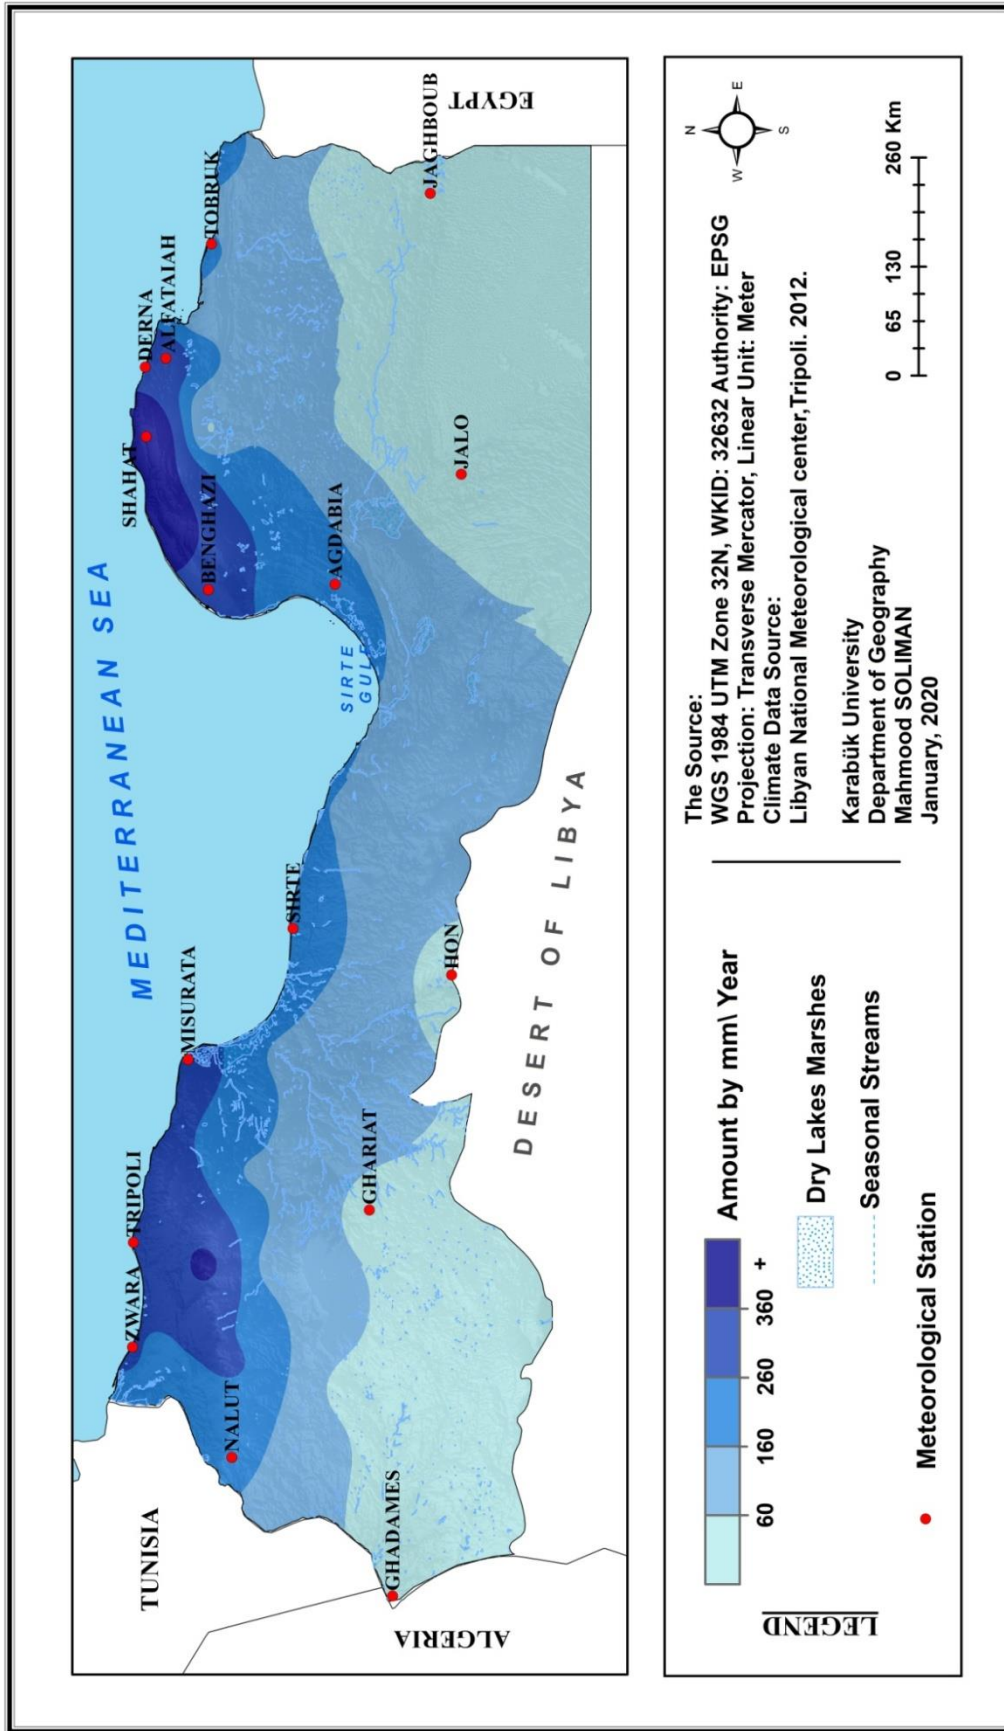 MEDITERRANEAN SEA
SIRTE
GULF
TUNISIA
ALGERIA
EGYPT
DESERT OF LIBYA
ZWARA
TRIPOLI
MISURATA
NALUT
GHADAMES
GHARIAT
HON
SIRTE
SHAHAT
DERNA
ALFATAIAH
BENGHAZI
TOBRUK
AGDABIA
JALO
JAGHBOUB
LEGEND
60 160 260 360 +
Amount by mm\ Year
Dry Lakes Marshes
Seasonal Streams
Meteorological Station
The Source:
WGS 1984 UTM Zone 32N, WKID: 32632 Authority: EPSG
Projection: Transverse Mercator, Linear Unit: Meter
Climate Data Source:
Libyan National Meteorological center,Tripoli. 2012.
Karabük University
Department of Geography
Mahmood SOLIMAN
January, 2020
N
W E
S
0 65 130 260 Km